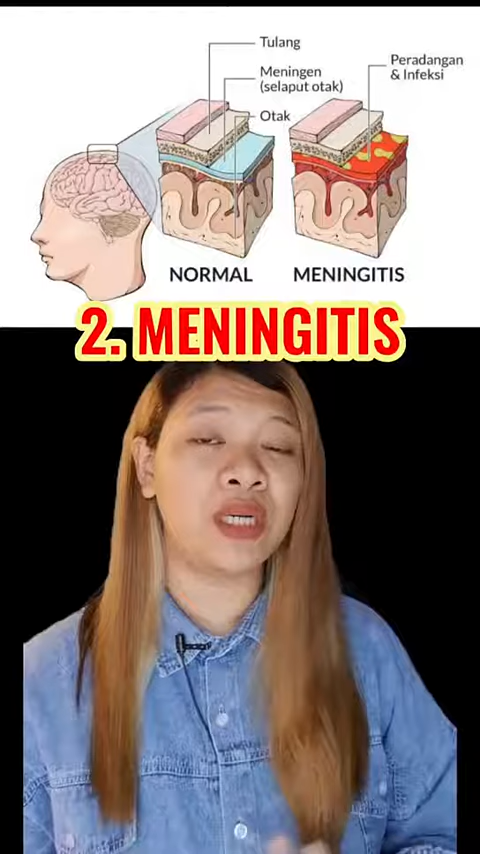 Tulang
Meningen
(selaput otak)
Otak
Peradangan
& Infeksi
NORMAL
MENINGITIS
2. MENINGITIS